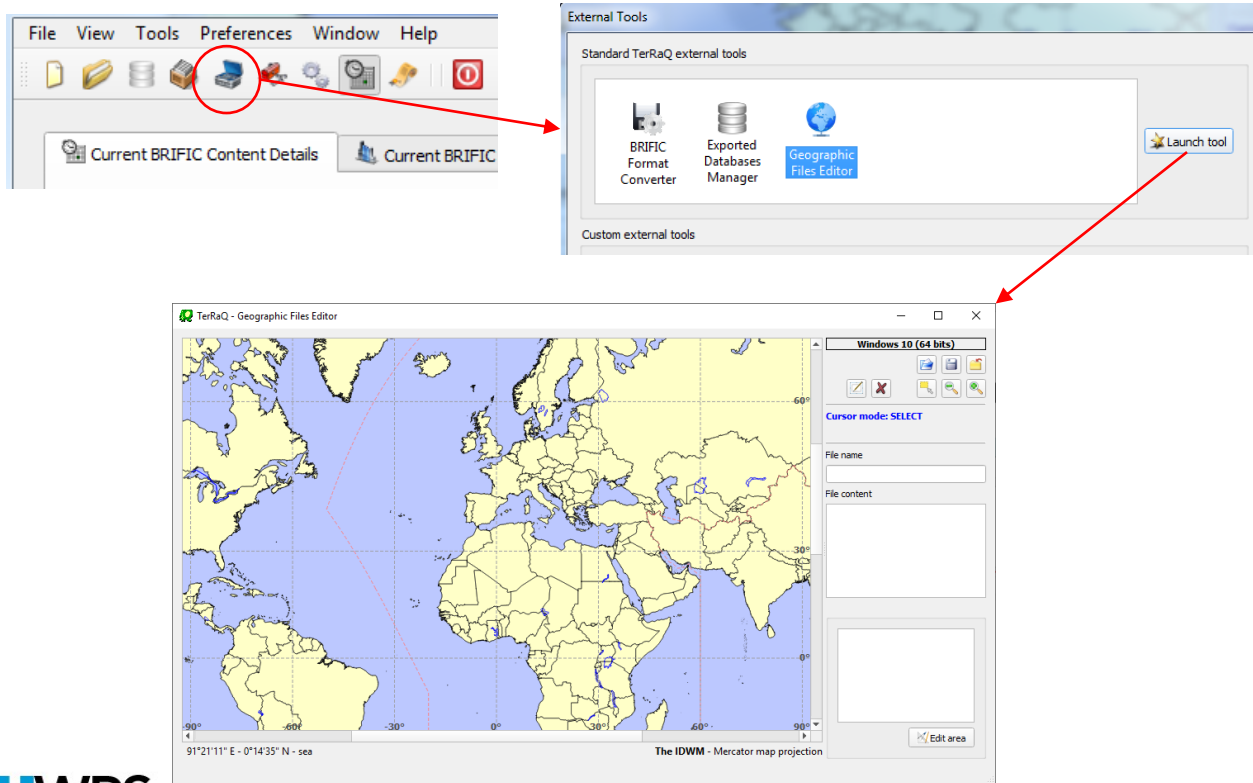 File View Tools Preferences Window Help
Current BRIFIC Content Details
Current BRIFIC
External Tools
Standard TerRaQ external tools
BRIFIC
Format
Converter
Exported
Databases
Manager
Geographic
Files Editor
Launch tool
Custom external tools
TerRaQ - Geographic Files Editor
Windows 10 (64 bits)
Cursor mode: SELECT
File name
File content
60°
30°
0°
-90° -60° -30° 0° 30° 60° 90°
Edit area
91°21'11" E - 0°14'35" N - sea
The IDWM - Mercator map projection